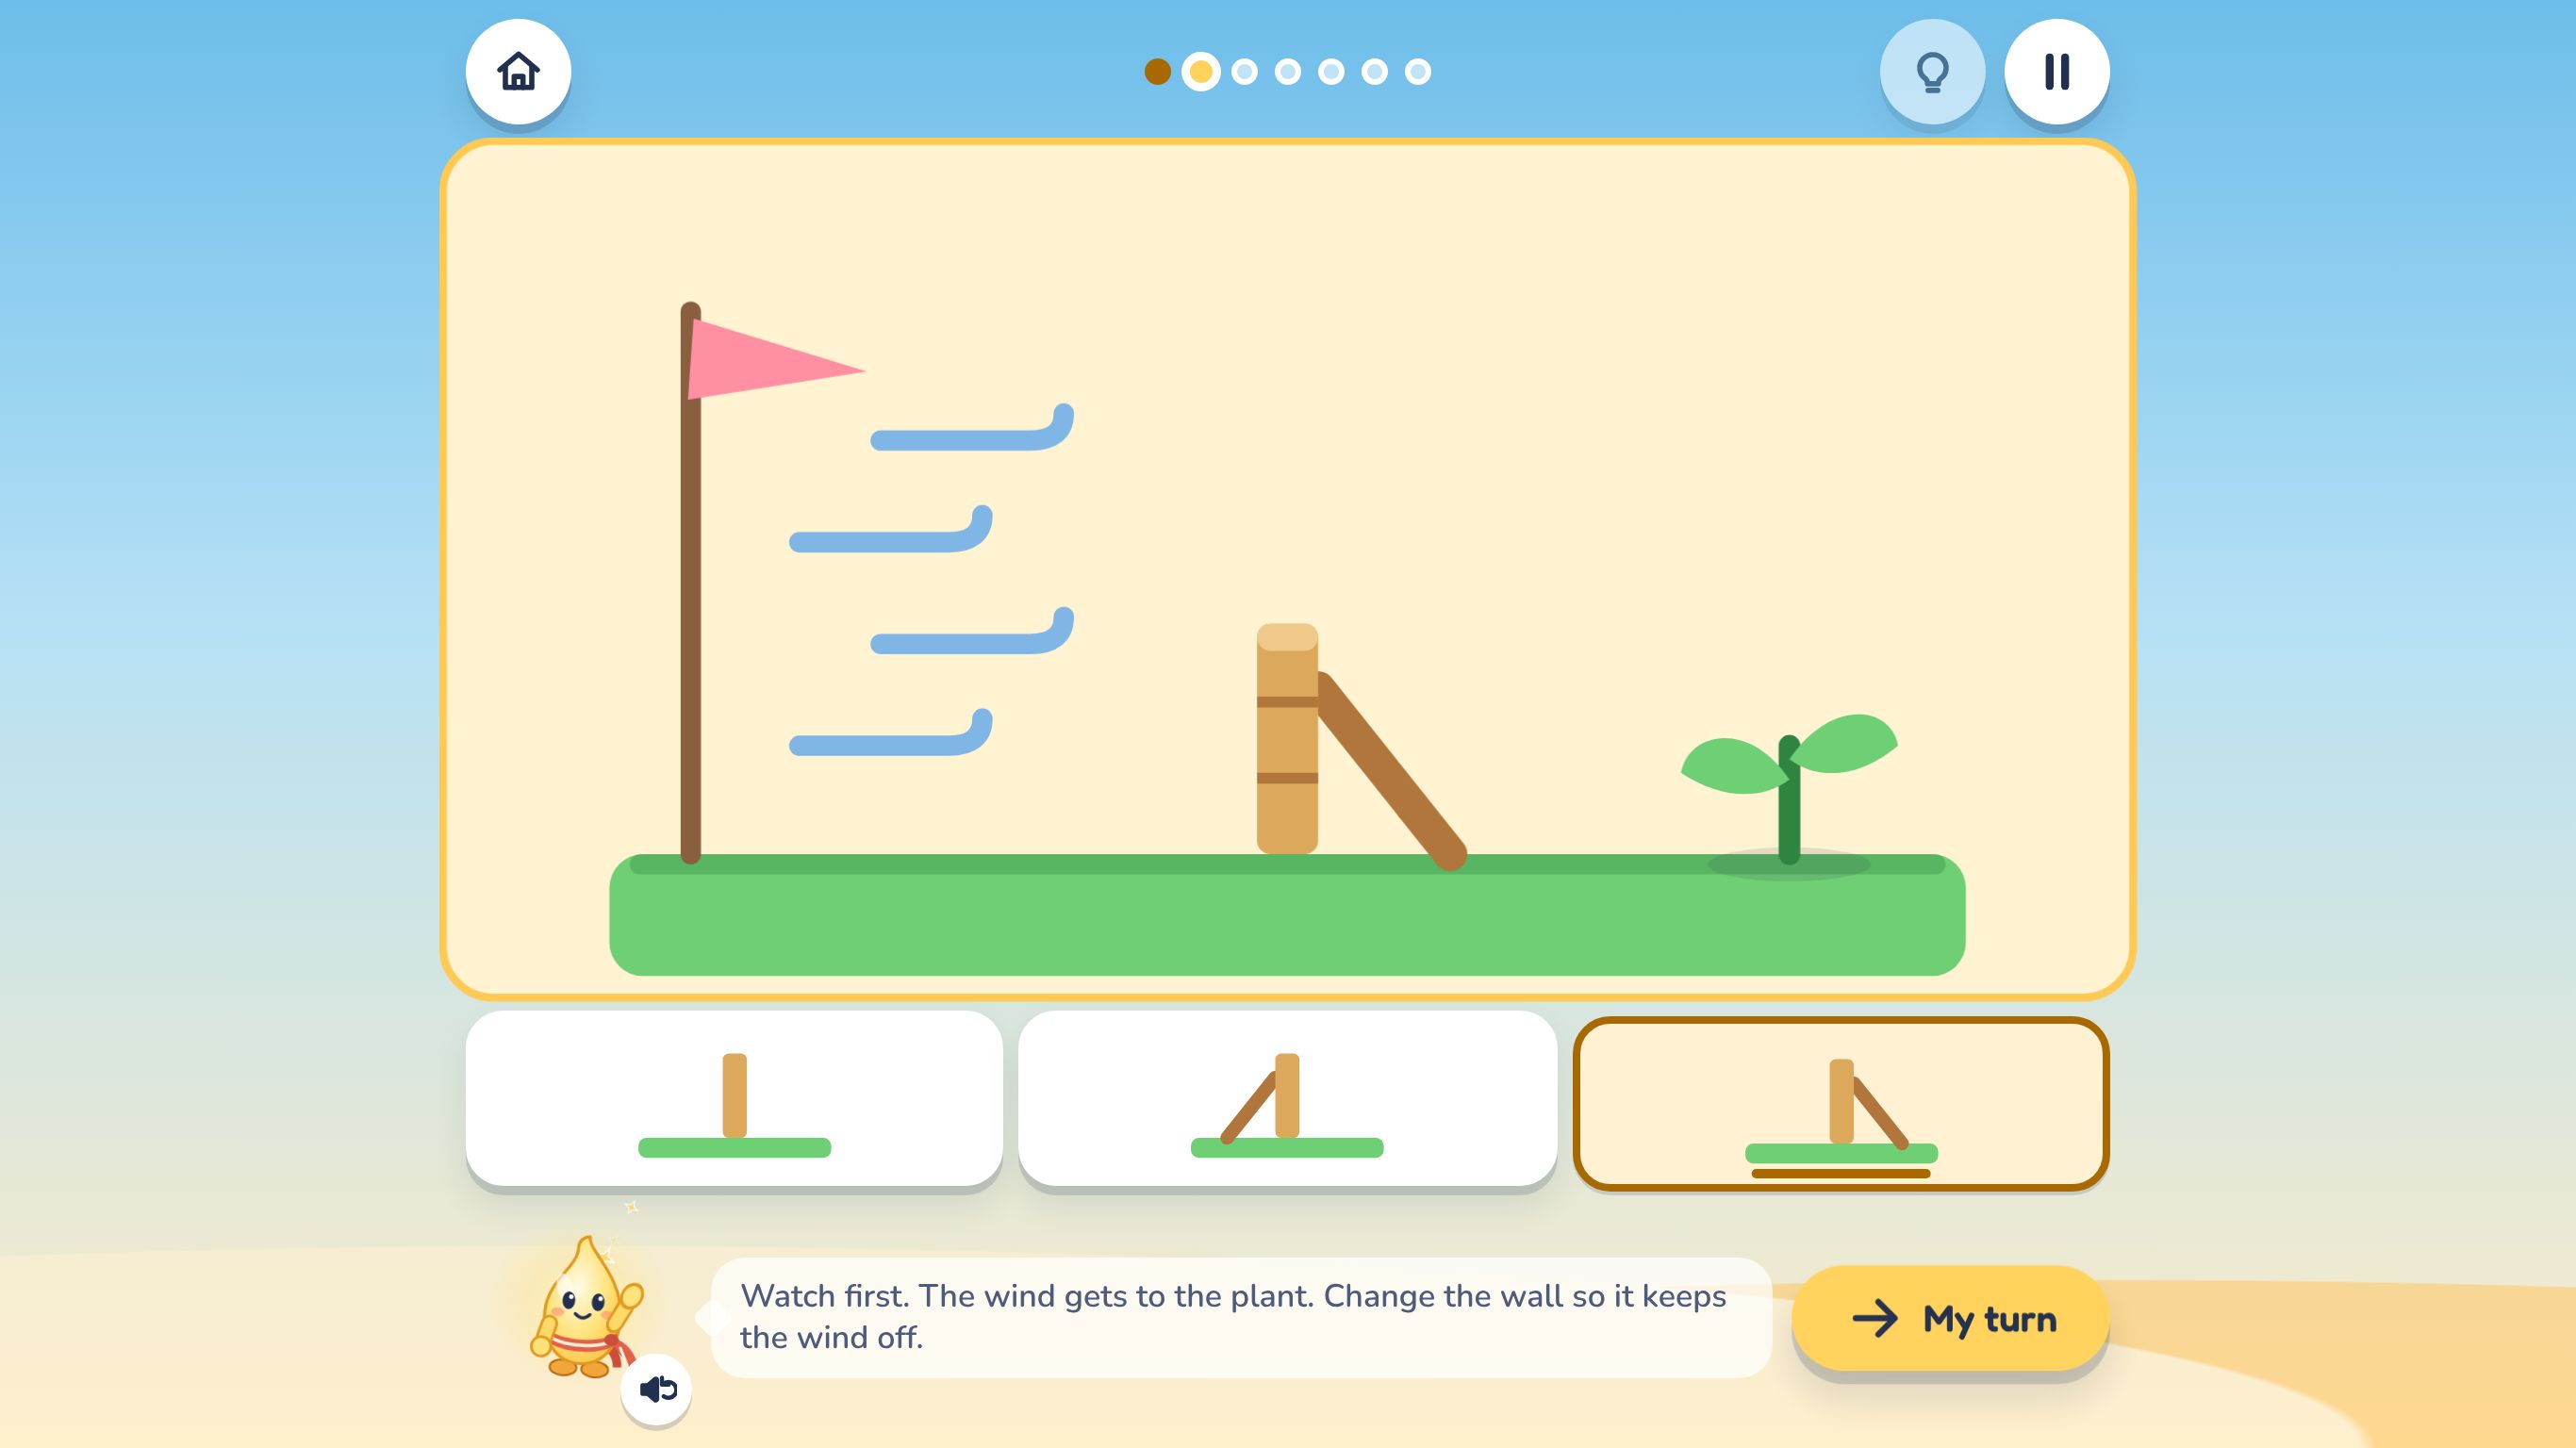 Watch first. The wind gets to the plant. Change the wall so it keeps
the wind off.
My turn